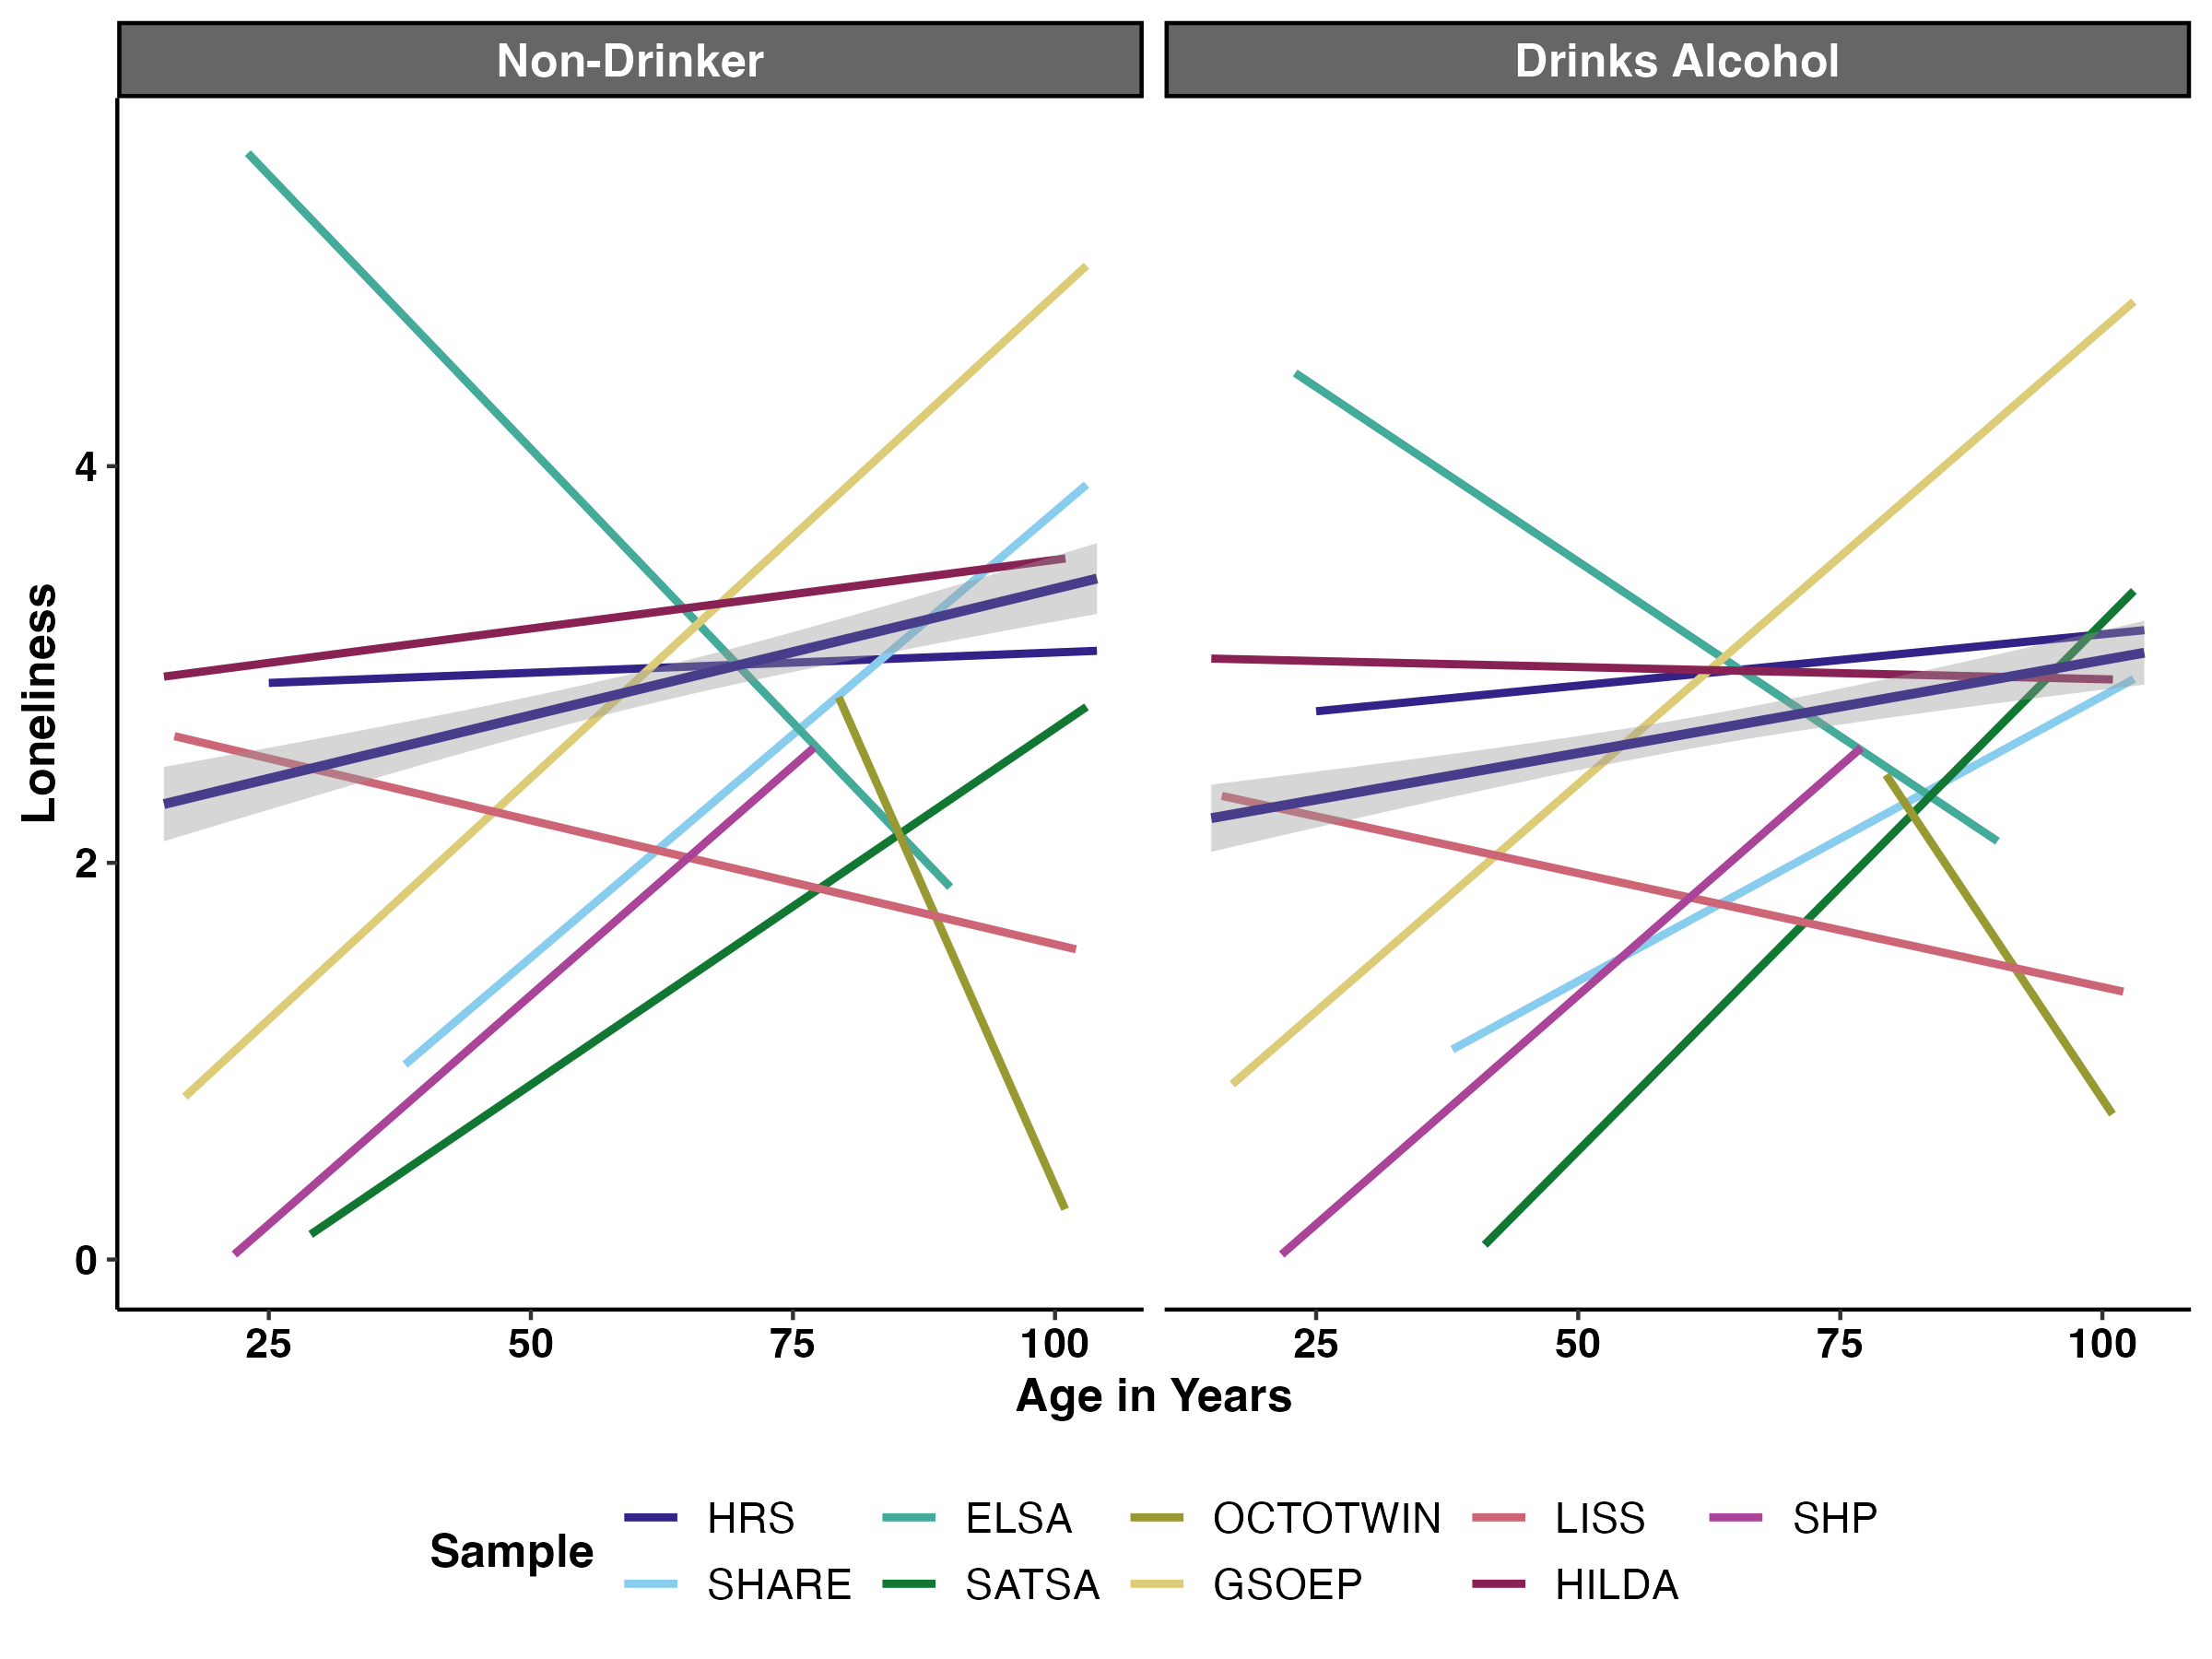 Non-Drinker
Drinks Alcohol
Loneliness
4
2
0
25 50 75 100
25 50 75 100
Age in Years
Sample
HRS ELSA OCTOTWIN LISS SHP
SHARE SATSA GSOEP HILDA